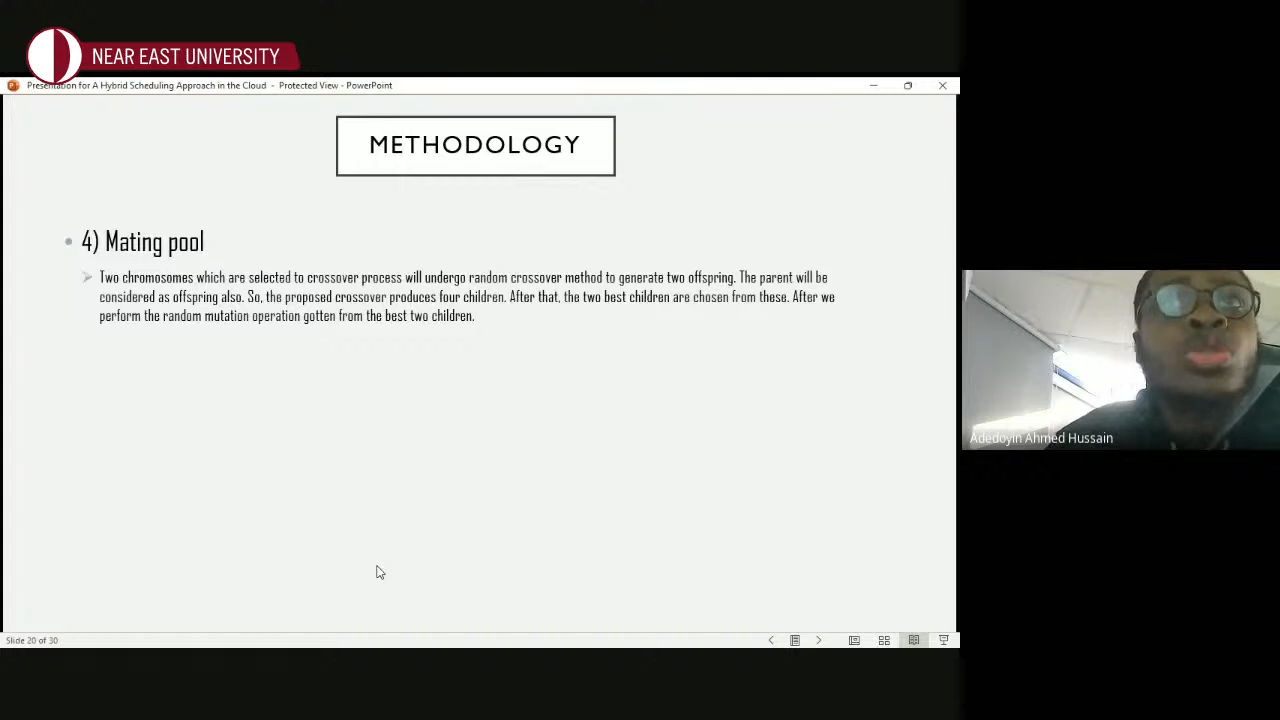 NEAR EAST UNIVERSITY
Presentation for A Hybrid Scheduling Approach in the Cloud - Protected View - PowerPoint
METHODOLOGY
4) Mating pool
Two chromosomes which are selected to crossover process will undergo random crossover method to generate two offspring. The parent will be
considered as offspring also. So, the proposed crossover produces four children. After that, the two best children are chosen from these. After we
perform the random mutation operation gotten from the best two children.
Adedoyin Ahmed Hussain
Slide 20 of 30